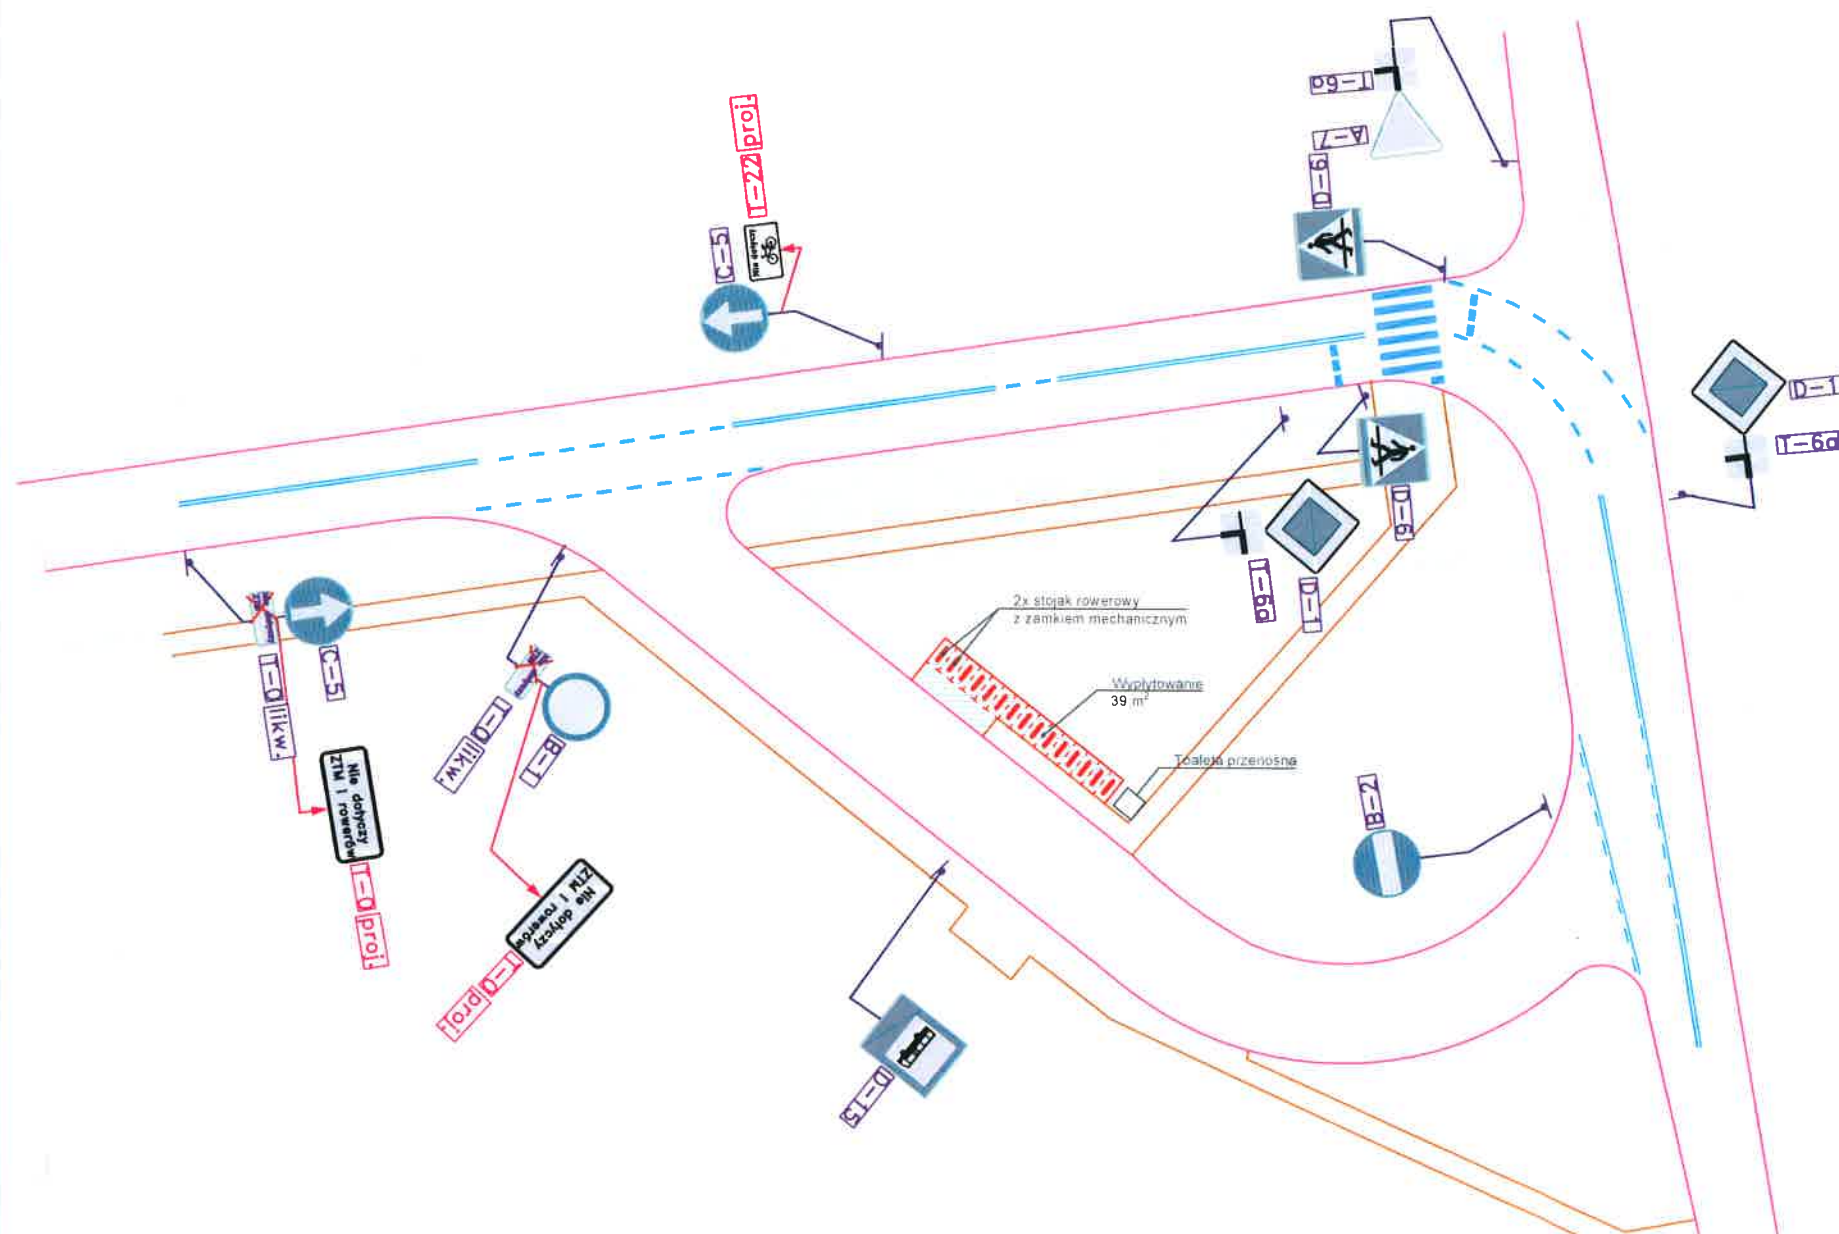 T-6a
A-7
D-6
T-22 proj.
Nie dotyczy
C-5
D-1
T-6a
D-6
T-6a
D-1
2x stojak rowerowy
z zamkiem mechanicznym
Wypłytowanie
39 m²
Toaleta przenośna
B-2
C-5
T-0 likw.
Nie dotyczy
ZTM i rowerów
T-0 proj.
T-0 likw.
B-1
Nie dotyczy
ZTM i rowerów
T-0 proj.
D-15